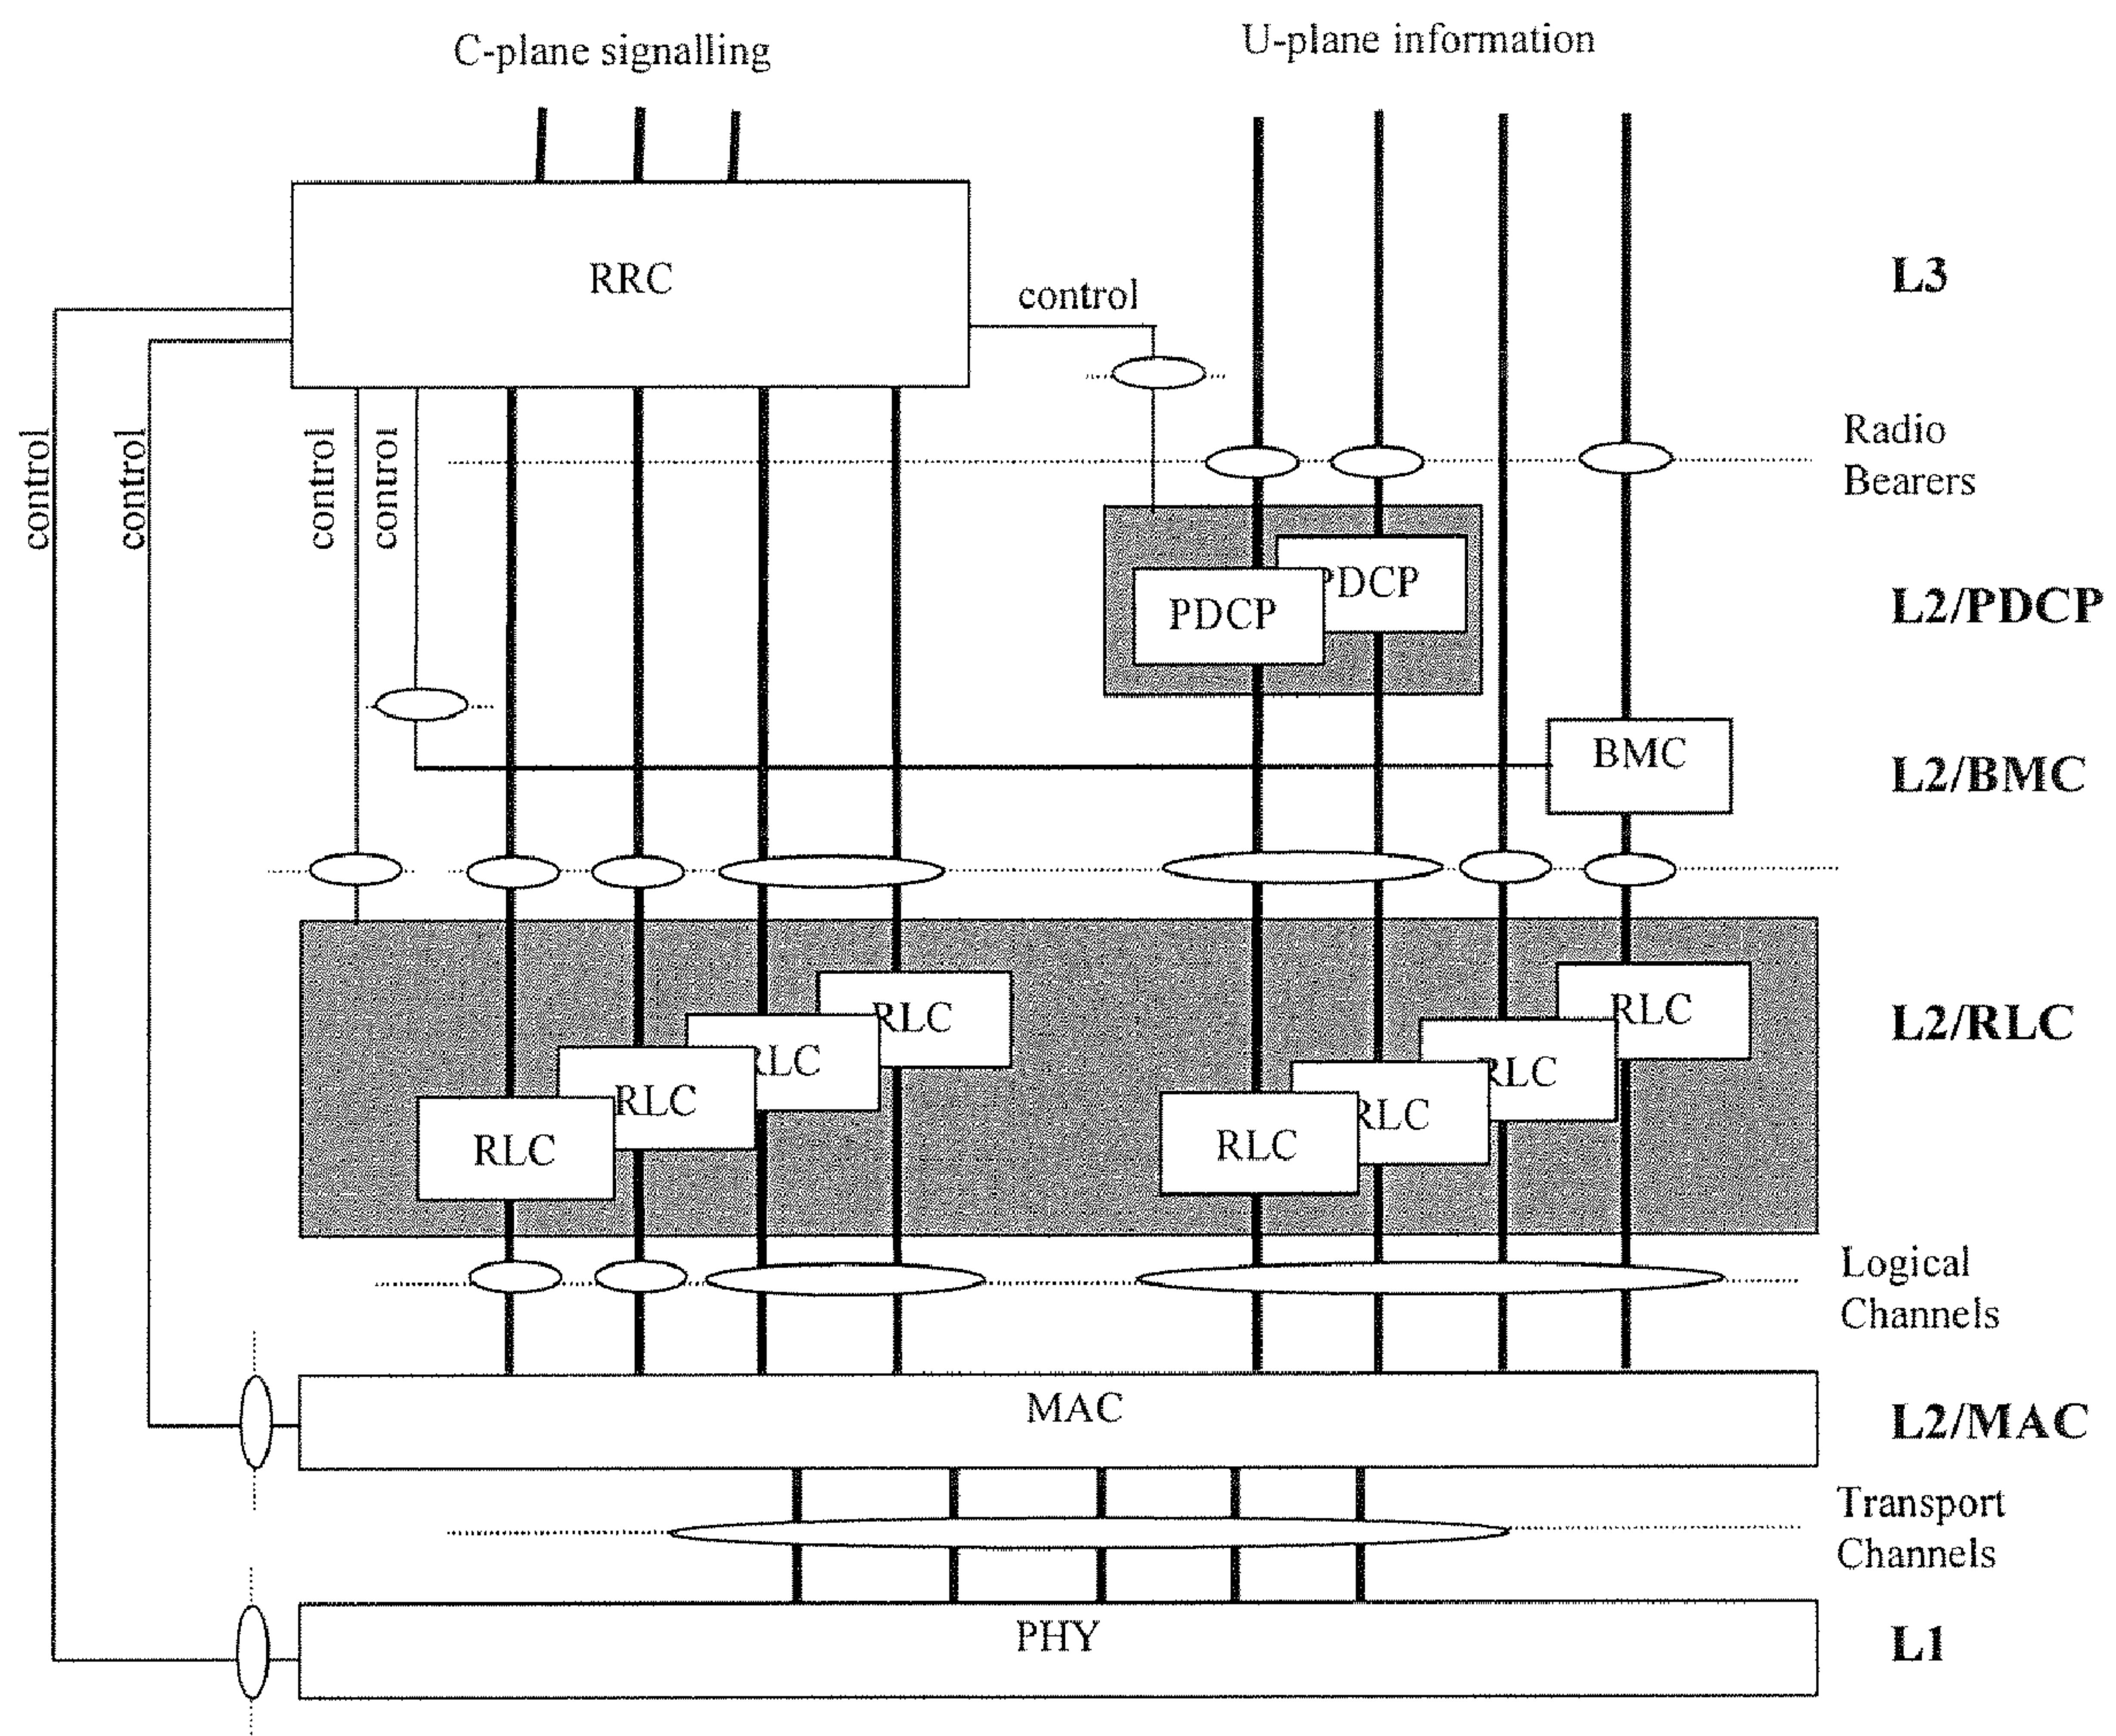 C-plane signalling
U-plane information
RRC
control
L3
control
control
control
control
Radio
Bearers
PDCP
PDCP
L2/PDCP
BMC
L2/BMC
RLC
RLC
RLC
RLC
RLC
RLC
RLC
RLC
L2/RLC
Logical
Channels
MAC
L2/MAC
Transport
Channels
PHY
L1